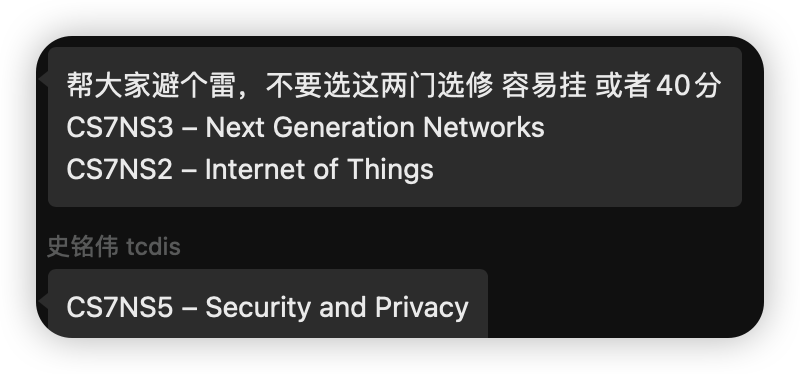 帮大家避个雷，不要选这两门选修 容易挂 或者40分
CS7NS3 – Next Generation Networks
CS7NS2 – Internet of Things
史铭伟 tcdis
CS7NS5 – Security and Privacy